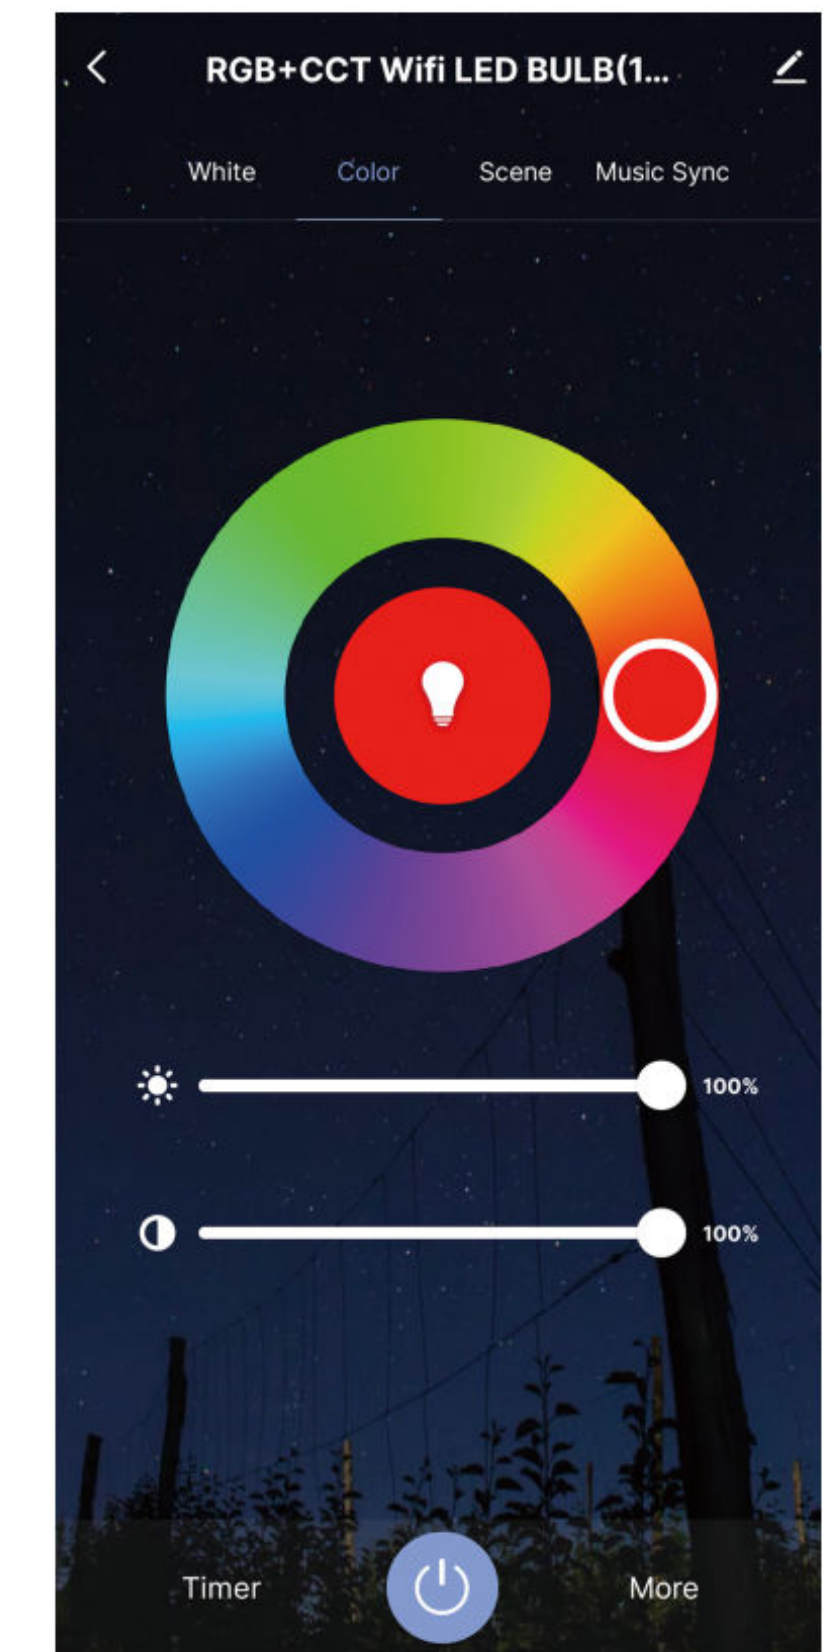 RGB+CCT Wifi LED BULB(1...
White Color Scene Music Sync
100%
100%
Timer More